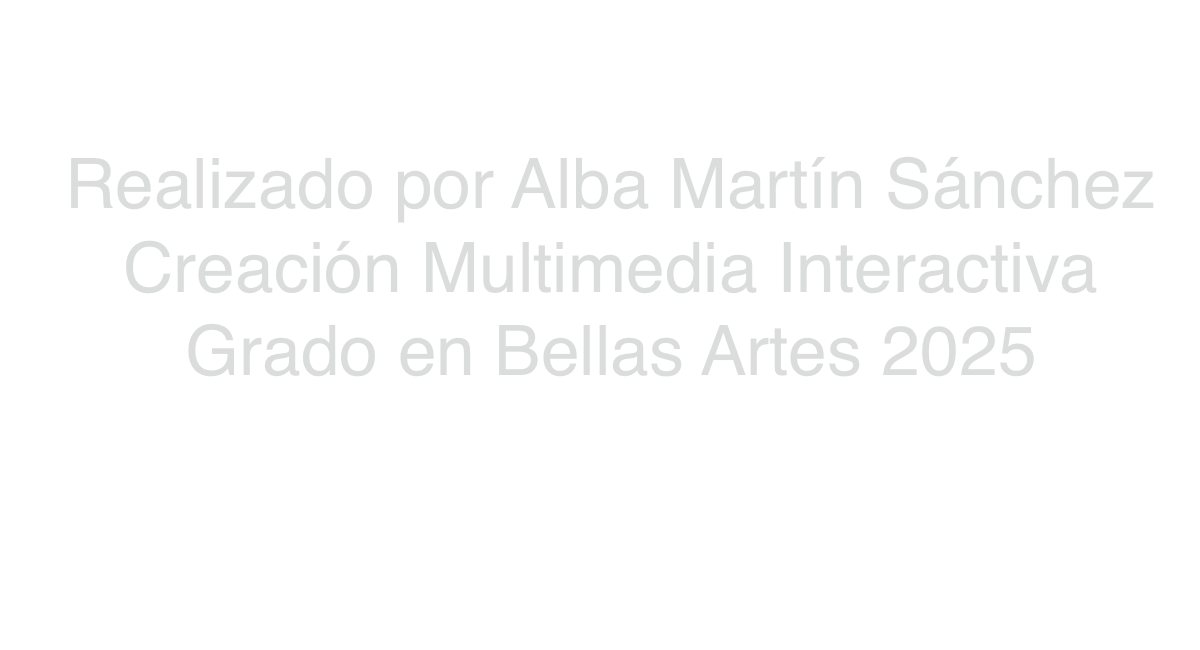 Realizado por Alba Martín Sánchez
Creación Multimedia Interactiva
Grado en Bellas Artes 2025